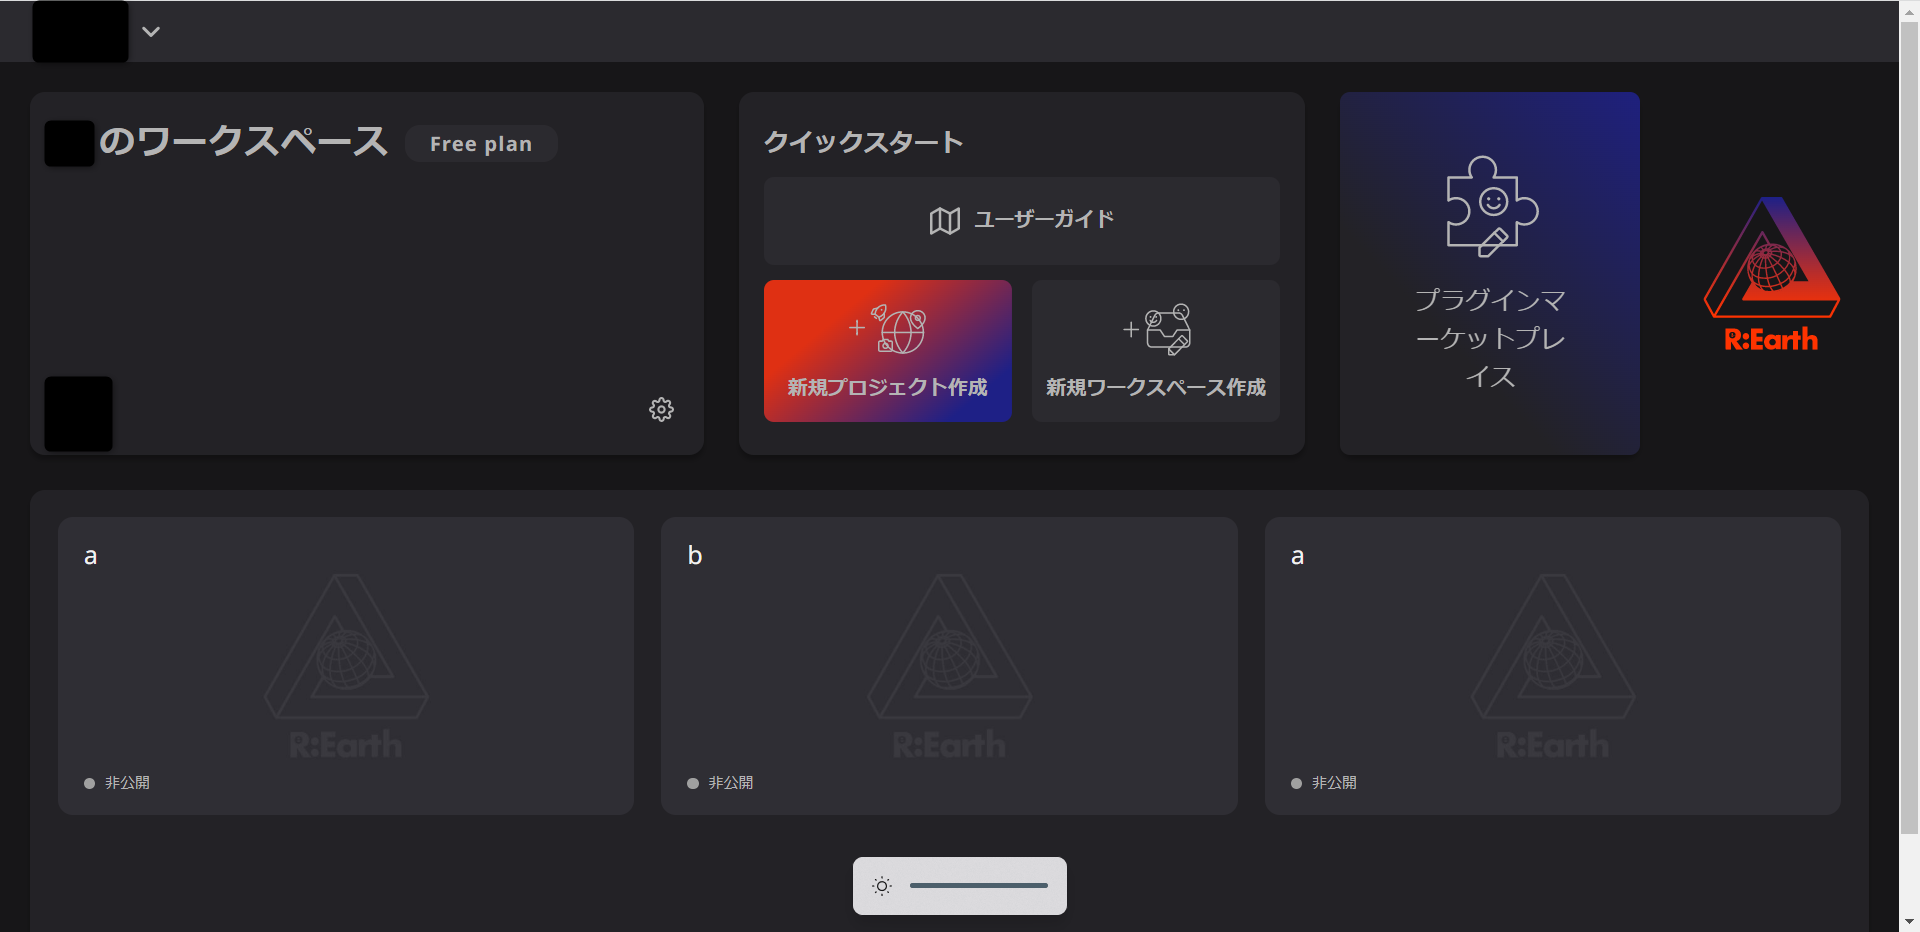 のワークスペース Free plan
クイックスタート
ユーザーガイド
新規プロジェクト作成
新規ワークスペース作成
プラグインマ
ーケットプレ
イス
R:Earth
a
R:Earth
非公開
b
R:Earth
非公開
a
R:Earth
非公開